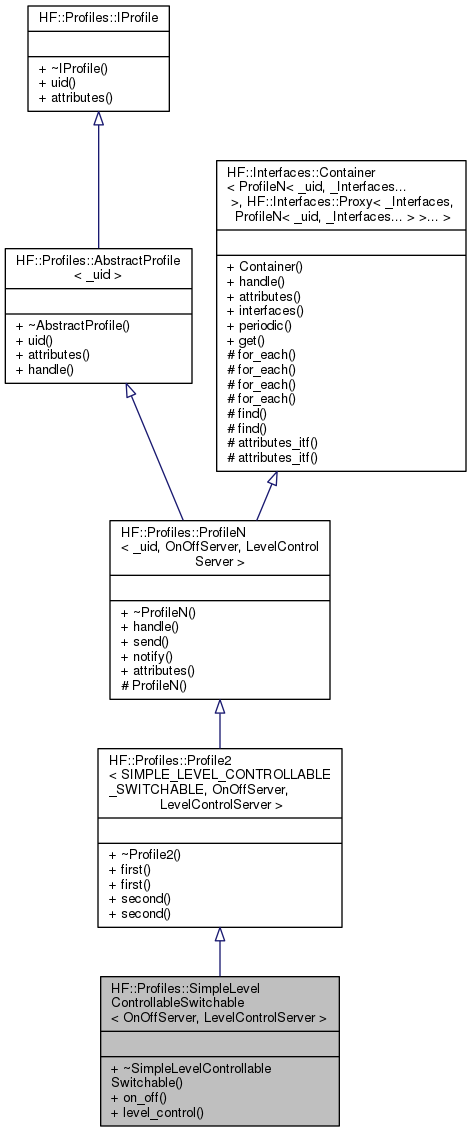 HF::Profiles::IProfile
+ ~IProfile()
+ uid()
+ attributes()
HF::Interfaces::Container
< ProfileN< _uid, _Interfaces...
>, HF::Interfaces::Proxy< _Interfaces,
ProfileN< _uid, _Interfaces... > >... >
+ Container()
+ handle()
+ attributes()
+ interfaces()
+ periodic()
+ get()
# for_each()
# for_each()
# for_each()
# for_each()
# find()
# find()
# attributes_itf()
# attributes_itf()
HF::Profiles::AbstractProfile
< _uid >
+ ~AbstractProfile()
+ uid()
+ attributes()
+ handle()
HF::Profiles::ProfileN
< _uid, OnOffServer, LevelControl
Server >
+ ~ProfileN()
+ handle()
+ send()
+ notify()
+ attributes()
# ProfileN()
HF::Profiles::Profile2
< SIMPLE_LEVEL_CONTROLLABLE
_SWITCHABLE, OnOffServer,
LevelControlServer >
+ ~Profile2()
+ first()
+ first()
+ second()
+ second()
HF::Profiles::SimpleLevel
ControllableSwitchable
< OnOffServer, LevelControlServer >
+ ~SimpleLevelControllable
Switchable()
+ on_off()
+ level_control()